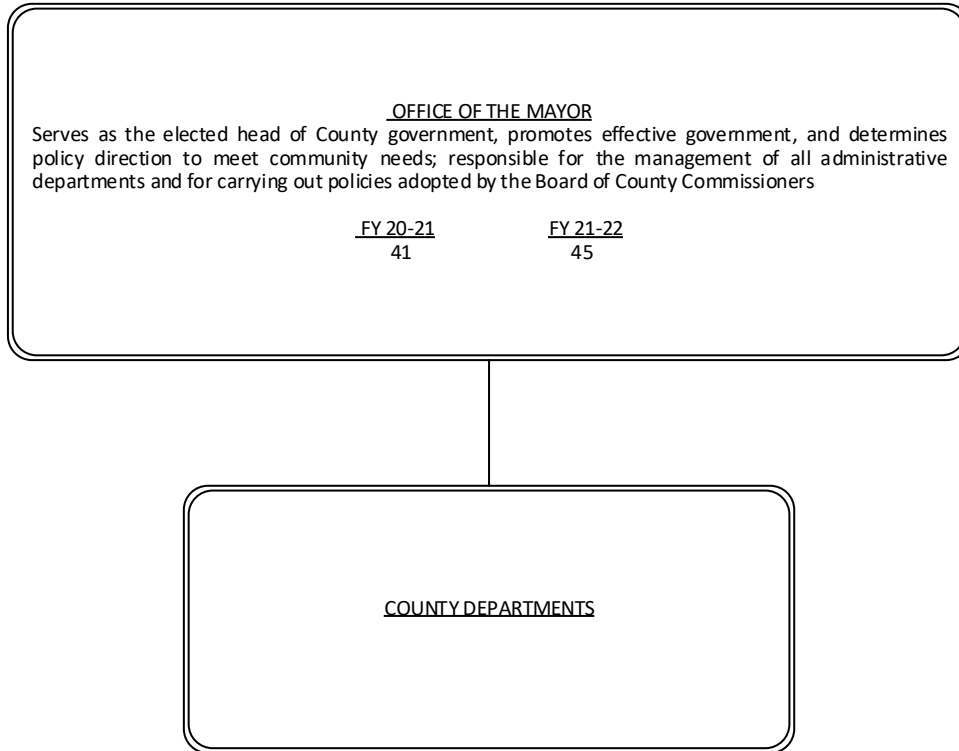 OFFICE OF THE MAYOR
Serves as the elected head of County government, promotes effective government, and determines
policy direction to meet community needs; responsible for the management of all administrative
departments and for carrying out policies adopted by the Board of County Commissioners
FY 20-21 FY 21-22
41 45
COUNTY DEPARTMENTS